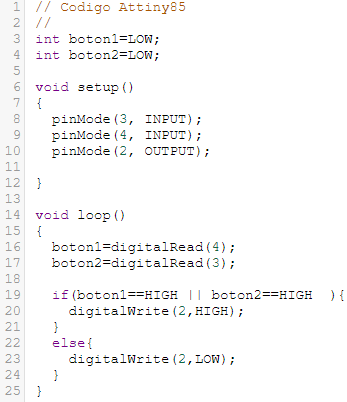 1 // Codigo Attiny85
2 //
3 int boton1=LOW;
4 int boton2=LOW;
5
6 void setup()
7 {
8   pinMode(3, INPUT);
9   pinMode(4, INPUT);
10   pinMode(2, OUTPUT);
11
12 }
13
14 void loop()
15 {
16   boton1=digitalRead(4);
17   boton2=digitalRead(3);
18
19   if(boton1==HIGH || boton2==HIGH  ){
20     digitalWrite(2,HIGH);
21   }
22   else{
23     digitalWrite(2,LOW);
24   }
25 }